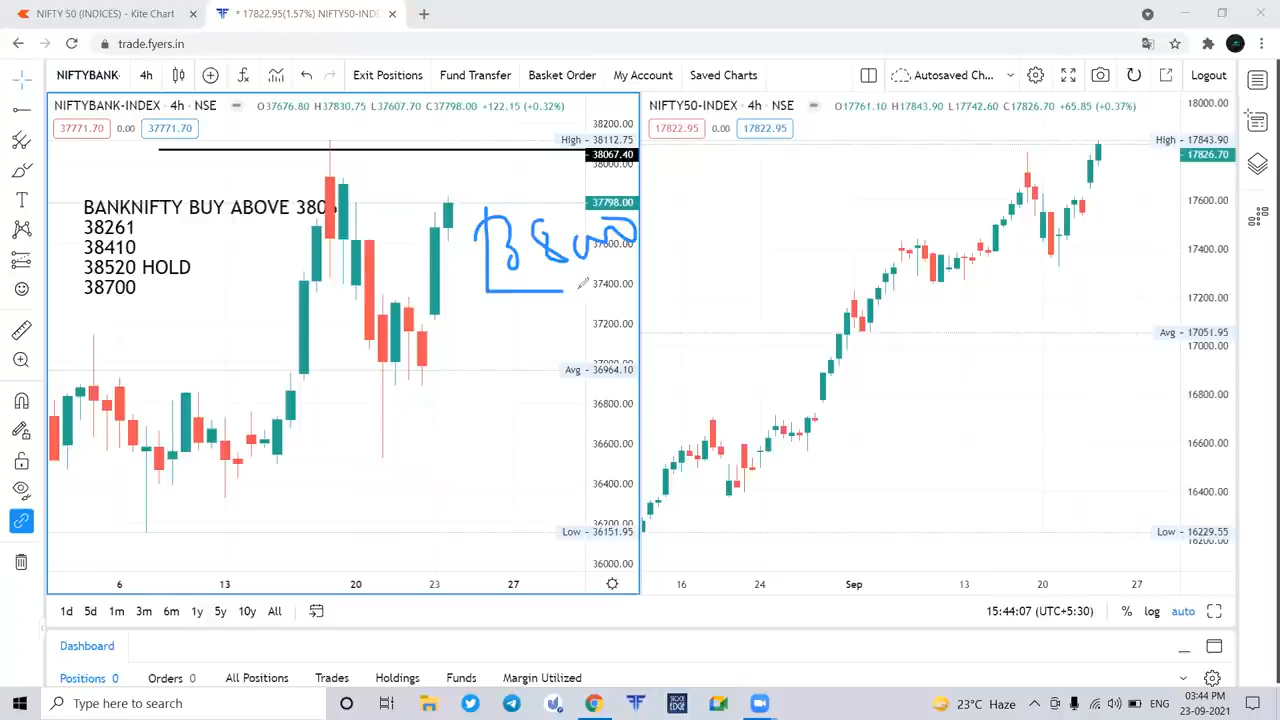 NIFTY 50 (INDICES) - Kite Chart
* 17822.95(1.57%) NIFTY50-IND
trade.fyers.in
NIFTYBANK- 4h Exit Positions Fund Transfer Basket Order My Account Saved Charts Autosaved Ch... Logout
NIFTYBANK-INDEX · 4h · NSE O37676.80 H37830.75 L37607.70 C37798.00 +122.15 (+0.32%)
37771.70 0.00 37771.70
BANKNIFTY BUY ABOVE 3806
38261
38410
38520 HOLD
38700
38200.00
High - 38112.75
38067.40
38000.00
37798.00
37600.00
37400.00
37200.00
37000.00
Avg - 36964.10
36800.00
36600.00
36400.00
36200.00
Low - 36151.95
36000.00
6 13 20 23 27
NIFTY50-INDEX · 4h · NSE O17761.10 H17843.90 L17742.60 C17826.70 +65.85 (+0.37%)
17822.95 0.00 17822.95
18000.00
High - 17843.90
17826.70
17600.00
17400.00
17200.00
Avg - 17051.95
17000.00
16800.00
16600.00
16400.00
Low - 16229.55
16200.00
16 24 Sep 13 20 27
1d 5d 1m 3m 6m 1y 5y 10y All 15:44:07 (UTC+5:30) % log auto
Dashboard
Positions 0 Orders 0 All Positions Trades Holdings Funds Margin Utilized
Type here to search 23°C Haze ENG 03:44 PM
23-09-2021